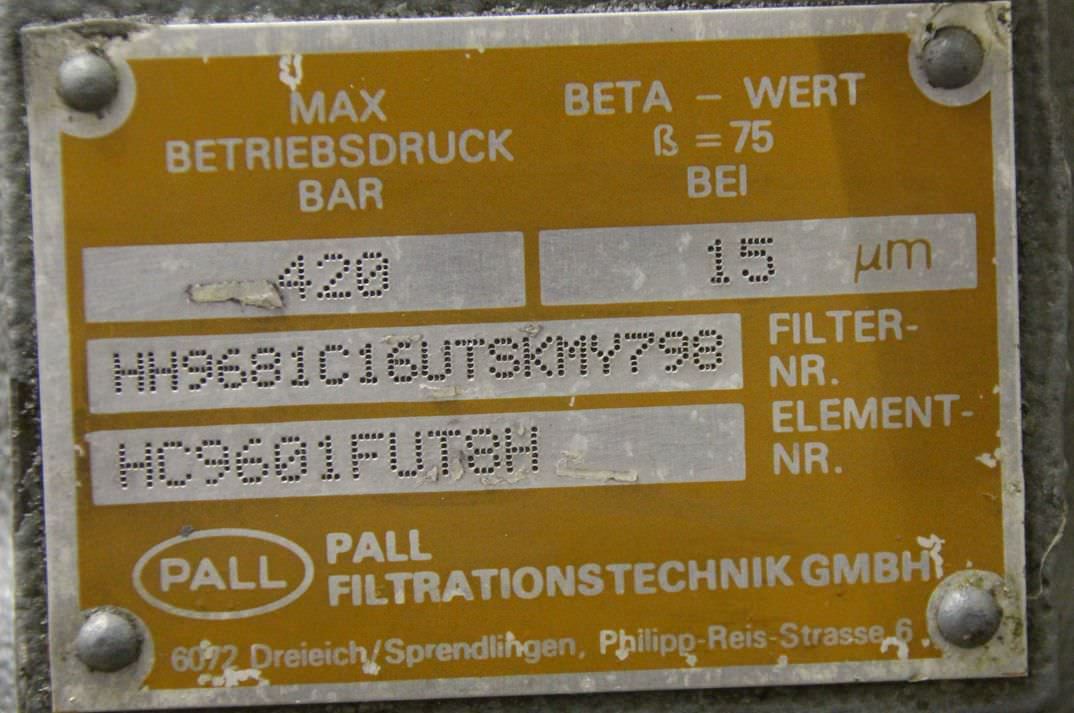 MAX
BETRIEBSDRUCK
BAR
BETA – WERT
ß = 75
BEI
420
15 µm
HH9681C16UTSKMY798
FILTER-
NR.
HC9601FUT8H
ELEMENT-
NR.
PALL
PALL
FILTRATIONSTECHNIK GMBH
6072 Dreieich/Sprendlingen, Philipp-Reis-Strasse 6